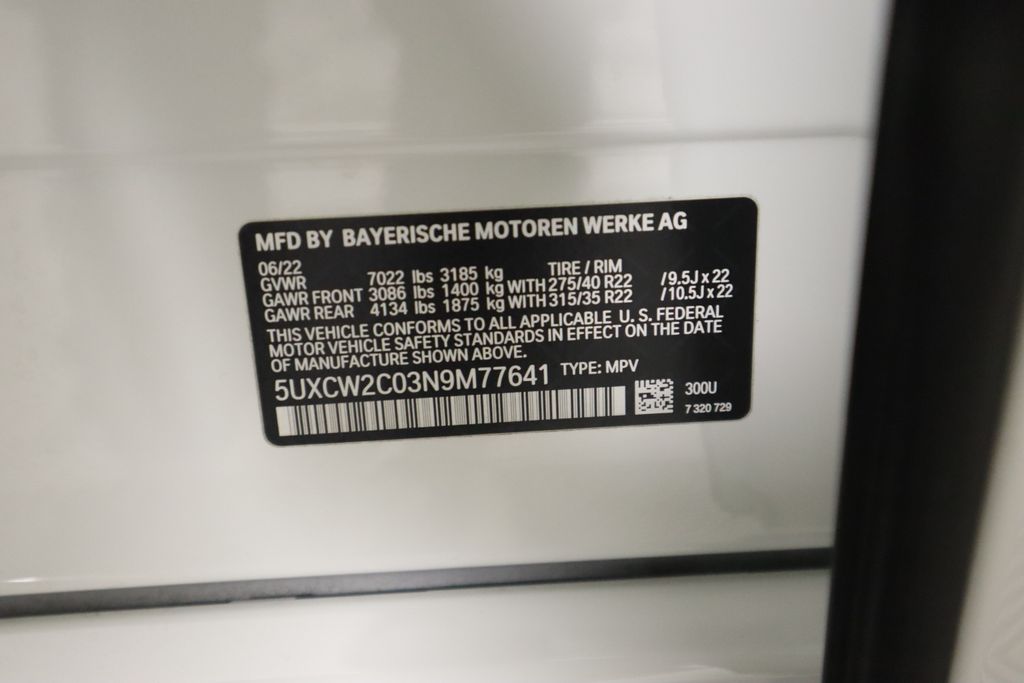 MFD BY BAYERISCHE MOTOREN WERKE AG
06/22
GVWR 7022 lbs 3185 kg TIRE / RIM
GAWR FRONT 3086 lbs 1400 kg WITH 275/40 R22 / 9.5J x 22
GAWR REAR 4134 lbs 1875 kg WITH 315/35 R22 / 10.5J x 22
THIS VEHICLE CONFORMS TO ALL APPLICABLE U. S. FEDERAL
MOTOR VEHICLE SAFETY STANDARDS IN EFFECT ON THE DATE
OF MANUFACTURE SHOWN ABOVE.
5UXCW2C03N9M77641 TYPE: MPV
300U
7 320 729